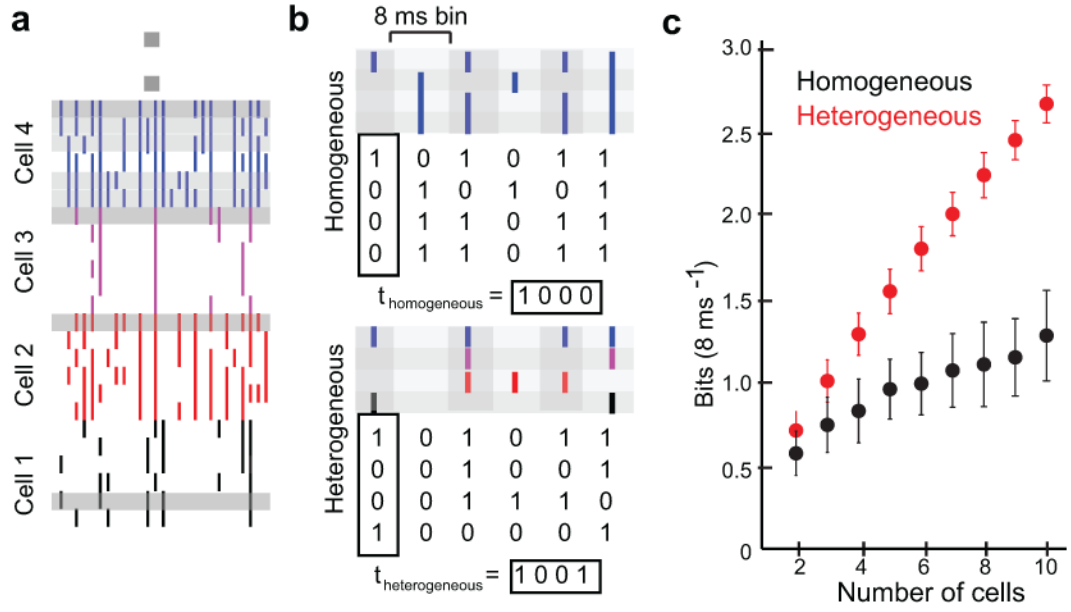 a
Cell 4
Cell 3
Cell 2
Cell 1
b
8 ms bin
Homogeneous
1 0 1 0 1 1
0 1 0 1 0 1
0 1 1 0 1 1
0 1 1 0 1 1
t homogeneous = 1 0 0 0
Heterogeneous
1 0 1 0 1 1
0 0 1 0 0 1
0 0 1 1 1 0
1 0 0 0 0 1
t heterogeneous = 1 0 0 1
c
3.0
2.5
2.0
1.5
1.0
0.5
0
Bits (8 ms -1)
Homogeneous
Heterogeneous
2 4 6 8 10
Number of cells